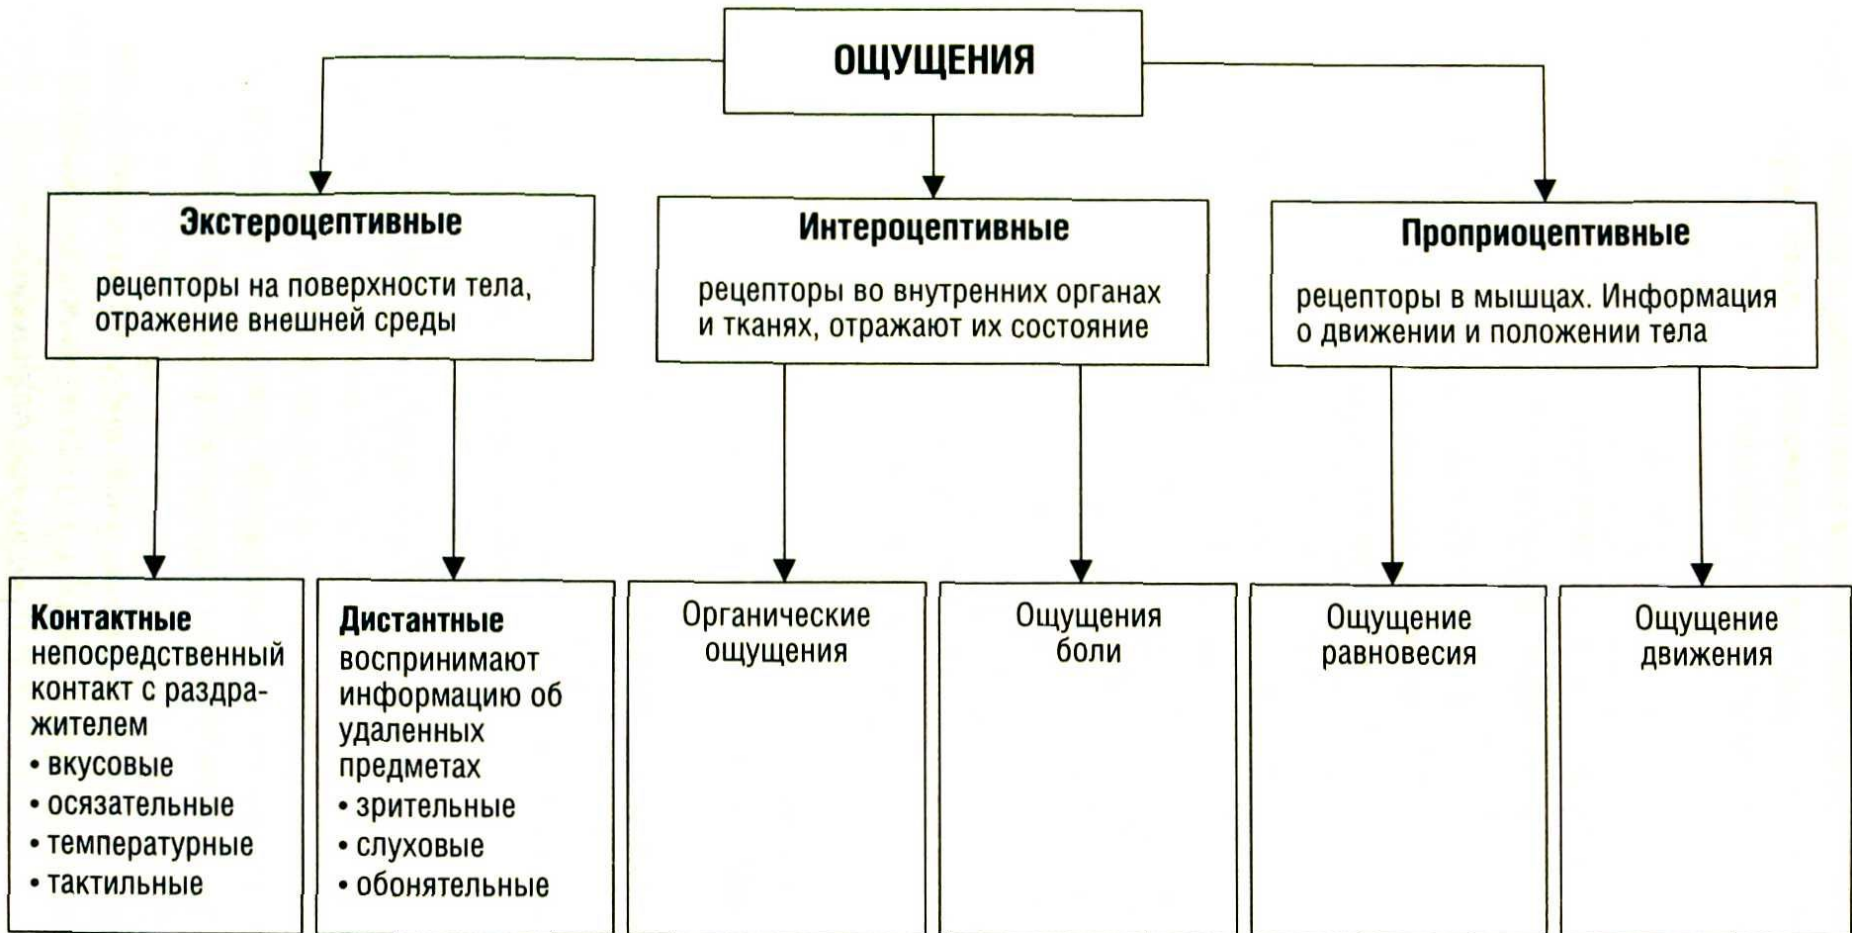 ОЩУЩЕНИЯ
Экстероцептивные
рецепторы на поверхности тела,
отражение внешней среды
Интероцептивные
рецепторы во внутренних органах
и тканях, отражают их состояние
Проприоцептивные
рецепторы в мышцах. Информация
о движении и положении тела
Контактные
непосредственный
контакт с раздра-
жителем
• вкусовые
• осязательные
• температурные
• тактильные
Дистантные
воспринимают
информацию об
удаленных
предметах
• зрительные
• слуховые
• обонятельные
Органические
ощущения
Ощущения
боли
Ощущение
равновесия
Ощущение
движения